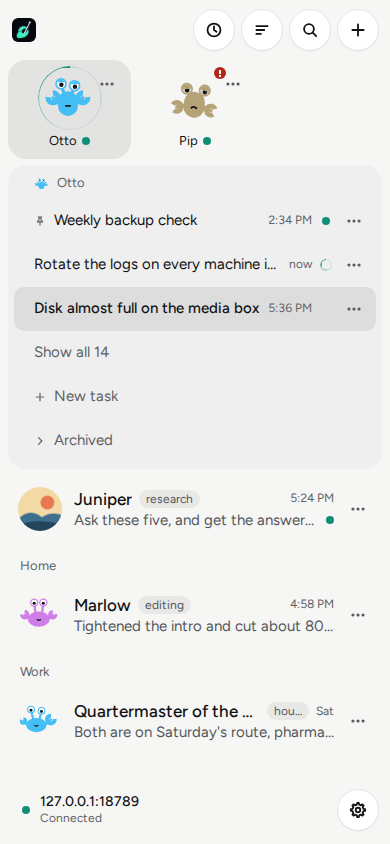 Otto
Pip
Otto
Weekly backup check 2:34 PM
Rotate the logs on every machine i... now
Disk almost full on the media box 5:36 PM
Show all 14
New task
Archived
Juniper research 5:24 PM
Ask these five, and get the answer...
Home
Marlow editing 4:58 PM
Tightened the intro and cut about 80...
Work
Quartermaster of the ... hou... Sat
Both are on Saturday's route, pharma...
127.0.0.1:18789
Connected